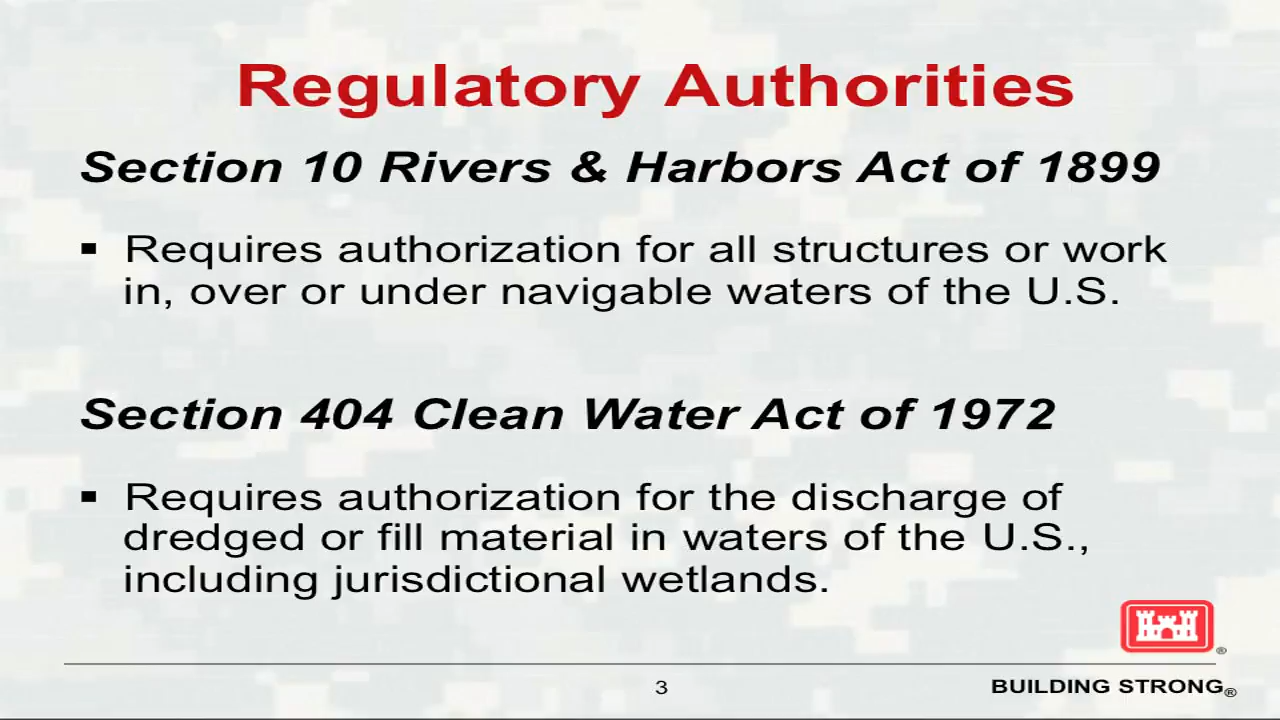 Regulatory Authorities
Section 10 Rivers & Harbors Act of 1899
▪ Requires authorization for all structures or work
in, over or under navigable waters of the U.S.
Section 404 Clean Water Act of 1972
▪ Requires authorization for the discharge of
dredged or fill material in waters of the U.S.,
including jurisdictional wetlands.
®
3
BUILDING STRONG®